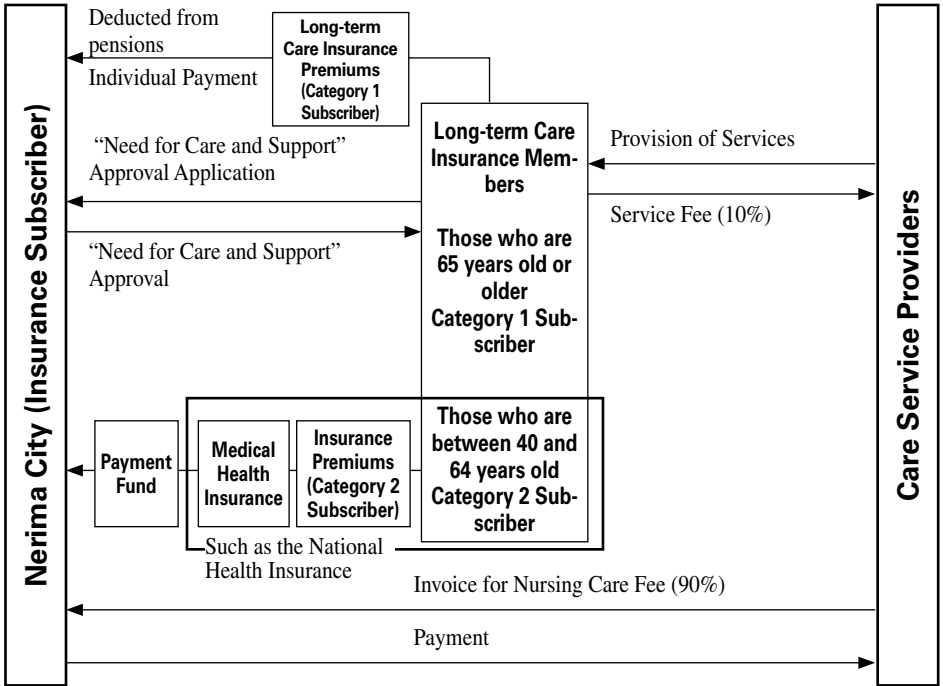 Nerima City (Insurance Subscriber)
Deducted from
pensions
Individual Payment
Long-term
Care Insurance
Premiums
(Category 1
Subscriber)
“Need for Care and Support”
Approval Application
“Need for Care and Support”
Approval
Long-term Care
Insurance Mem-
bers
Those who are
65 years old or
older
Category 1 Sub-
scriber
Provision of Services
Service Fee (10%)
Payment
Fund
Medical
Health
Insurance
Insurance
Premiums
(Category 2
Subscriber)
Those who are
between 40 and
64 years old
Category 2 Sub-
scriber
Such as the National
Health Insurance
Invoice for Nursing Care Fee (90%)
Payment
Care Service Providers